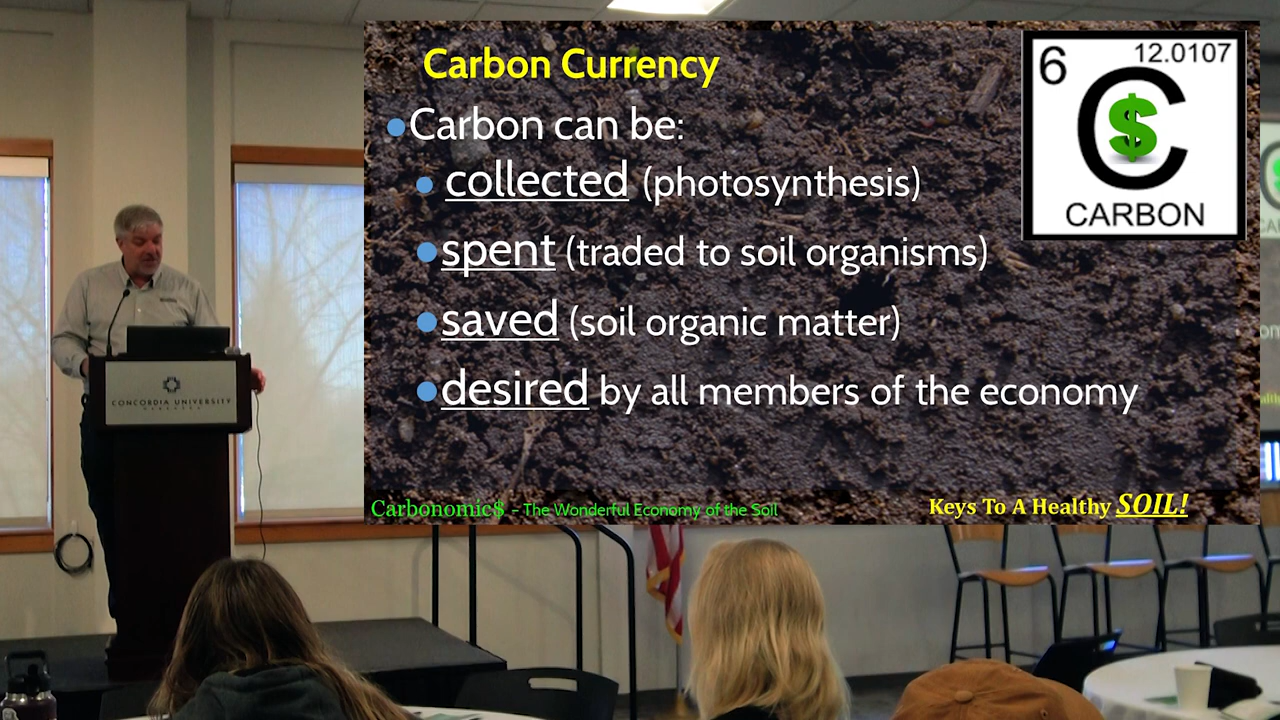 Carbon Currency
Carbon can be:
collected (photosynthesis)
spent (traded to soil organisms)
saved (soil organic matter)
desired by all members of the economy
6
12.0107
C
$
CARBON
Carbonomic$ - The Wonderful Economy of the Soil
Keys To A Healthy SOIL!
CONCORDIA UNIVERSITY